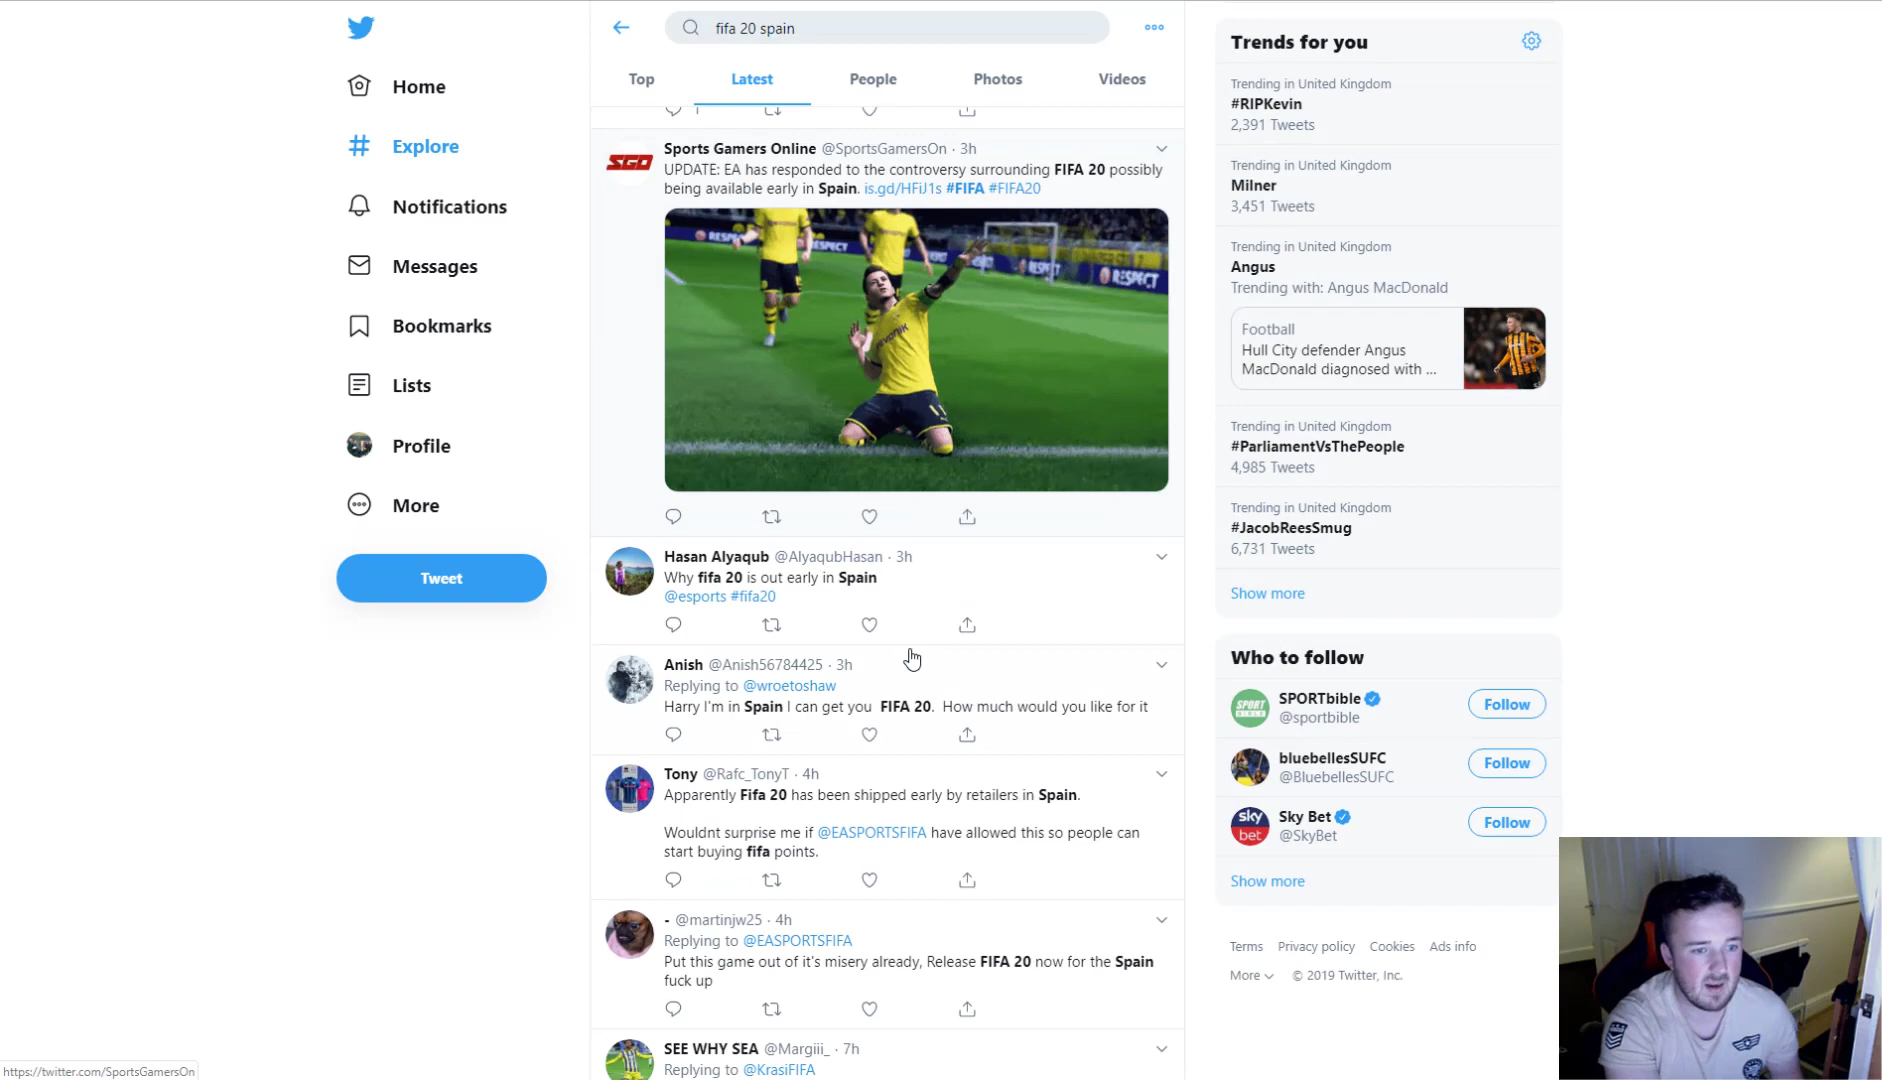 fifa 20 spain
Top
Latest
People
Photos
Videos
Home
Explore
Notifications
Messages
Bookmarks
Lists
Profile
More
Tweet
1
SGO
Sports Gamers Online @SportsGamersOn · 3h
UPDATE: EA has responded to the controversy surrounding FIFA 20 possibly
being available early in Spain. is.gd/HFiJ1s #FIFA #FIFA20
RESPECT
RESPECT
RESPECT
EVONIK
11
Hasan Alyaqub @AlyaqubHasan · 3h
Why fifa 20 is out early in Spain
@esports #fifa20
Anish @Anish56784425 · 3h
Replying to @wroetoshaw
Harry I'm in Spain I can get you FIFA 20. How much would you like for it
Tony @Rafc_TonyT · 4h
Apparently Fifa 20 has been shipped early by retailers in Spain.
Wouldnt surprise me if @EASPORTSFIFA have allowed this so people can
start buying fifa points.
- @martinjw25 · 4h
Replying to @EASPORTSFIFA
Put this game out of it's misery already, Release FIFA 20 now for the Spain
fuck up
SEE WHY SEA @Margiii_ · 7h
Replying to @KrasiFIFA
Trends for you
Trending in United Kingdom
#RIPKevin
2,391 Tweets
Trending in United Kingdom
Milner
3,451 Tweets
Trending in United Kingdom
Angus
Trending with: Angus MacDonald
Football
Hull City defender Angus
MacDonald diagnosed with ...
Trending in United Kingdom
#ParliamentVsThePeople
4,985 Tweets
Trending in United Kingdom
#JacobReesSmug
6,731 Tweets
Show more
Who to follow
SPORT
bible
SPORTbible
@sportbible
Follow
bluebellesSUFC
@BluebellesSUFC
Follow
sky
bet
Sky Bet
@SkyBet
Follow
Show more
Terms Privacy policy Cookies Ads info
More © 2019 Twitter, Inc.
https://twitter.com/SportsGamersOn